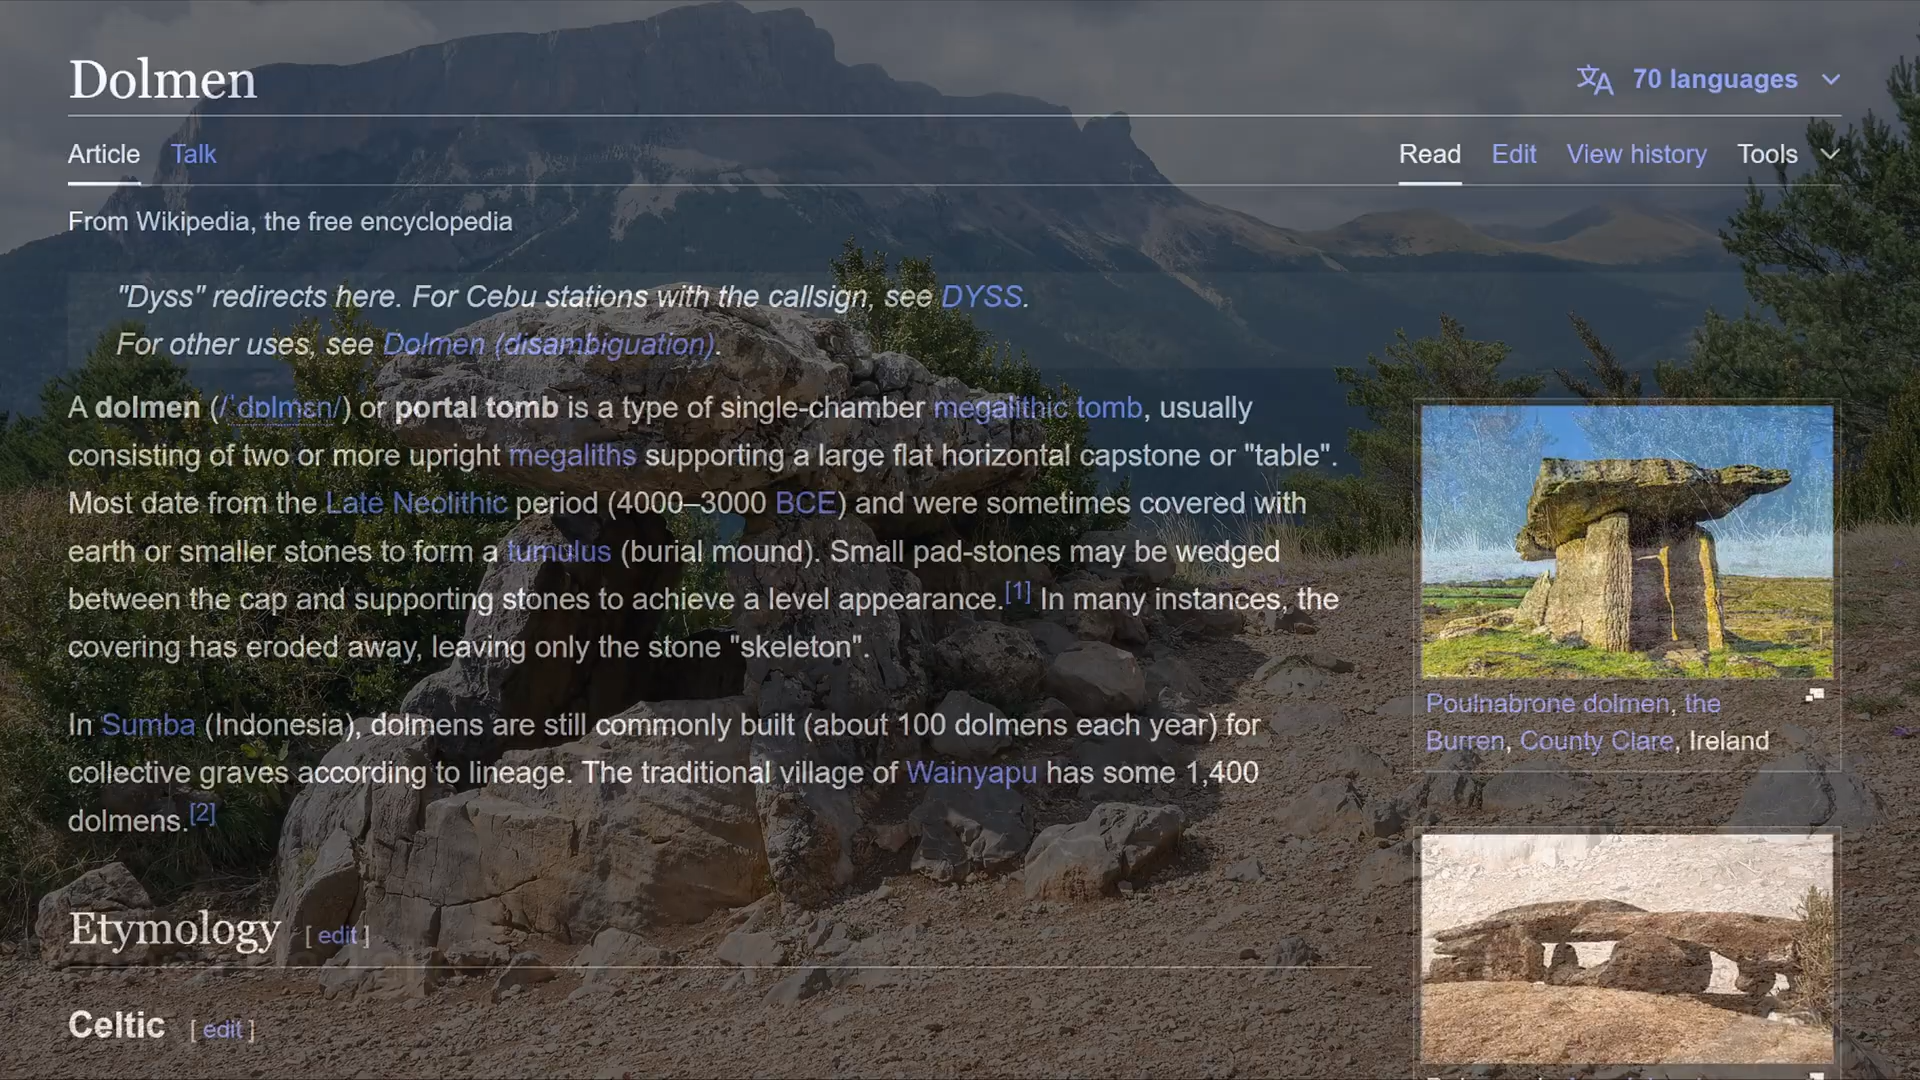 Dolmen
70 languages
Article Talk
Read Edit View history Tools
From Wikipedia, the free encyclopedia
"Dyss" redirects here. For Cebu stations with the callsign, see DYSS.
For other uses, see Dolmen (disambiguation).
A dolmen (/ˈdɒlmɛn/) or portal tomb is a type of single-chamber megalithic tomb, usually
consisting of two or more upright megaliths supporting a large flat horizontal capstone or "table".
Most date from the Late Neolithic period (4000–3000 BCE) and were sometimes covered with
earth or smaller stones to form a tumulus (burial mound). Small pad-stones may be wedged
between the cap and supporting stones to achieve a level appearance.[1] In many instances, the
covering has eroded away, leaving only the stone "skeleton".
In Sumba (Indonesia), dolmens are still commonly built (about 100 dolmens each year) for
collective graves according to lineage. The traditional village of Wainyapu has some 1,400
dolmens.[2]
Poulnabrone dolmen, the
Burren, County Clare, Ireland
Etymology [ edit ]
Celtic [ edit ]